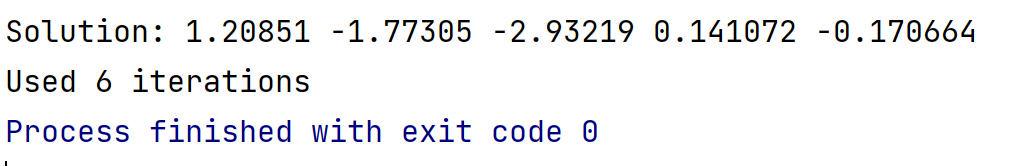 Solution: 1.20851 -1.77305 -2.93219 0.141072 -0.170664
Used 6 iterations
Process finished with exit code 0